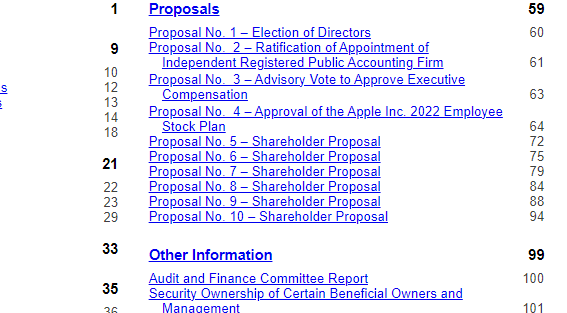 1
9
10
s 12
s 13
14
18
21
22
23
29
33
35
Proposals 59
Proposal No. 1 – Election of Directors 60
Proposal No. 2 – Ratification of Appointment of
Independent Registered Public Accounting Firm 61
Proposal No. 3 – Advisory Vote to Approve Executive
Compensation 63
Proposal No. 4 – Approval of the Apple Inc. 2022 Employee
Stock Plan 64
Proposal No. 5 – Shareholder Proposal 72
Proposal No. 6 – Shareholder Proposal 75
Proposal No. 7 – Shareholder Proposal 79
Proposal No. 8 – Shareholder Proposal 84
Proposal No. 9 – Shareholder Proposal 88
Proposal No. 10 – Shareholder Proposal 94
Other Information 99
Audit and Finance Committee Report 100
Security Ownership of Certain Beneficial Owners and
Management 101